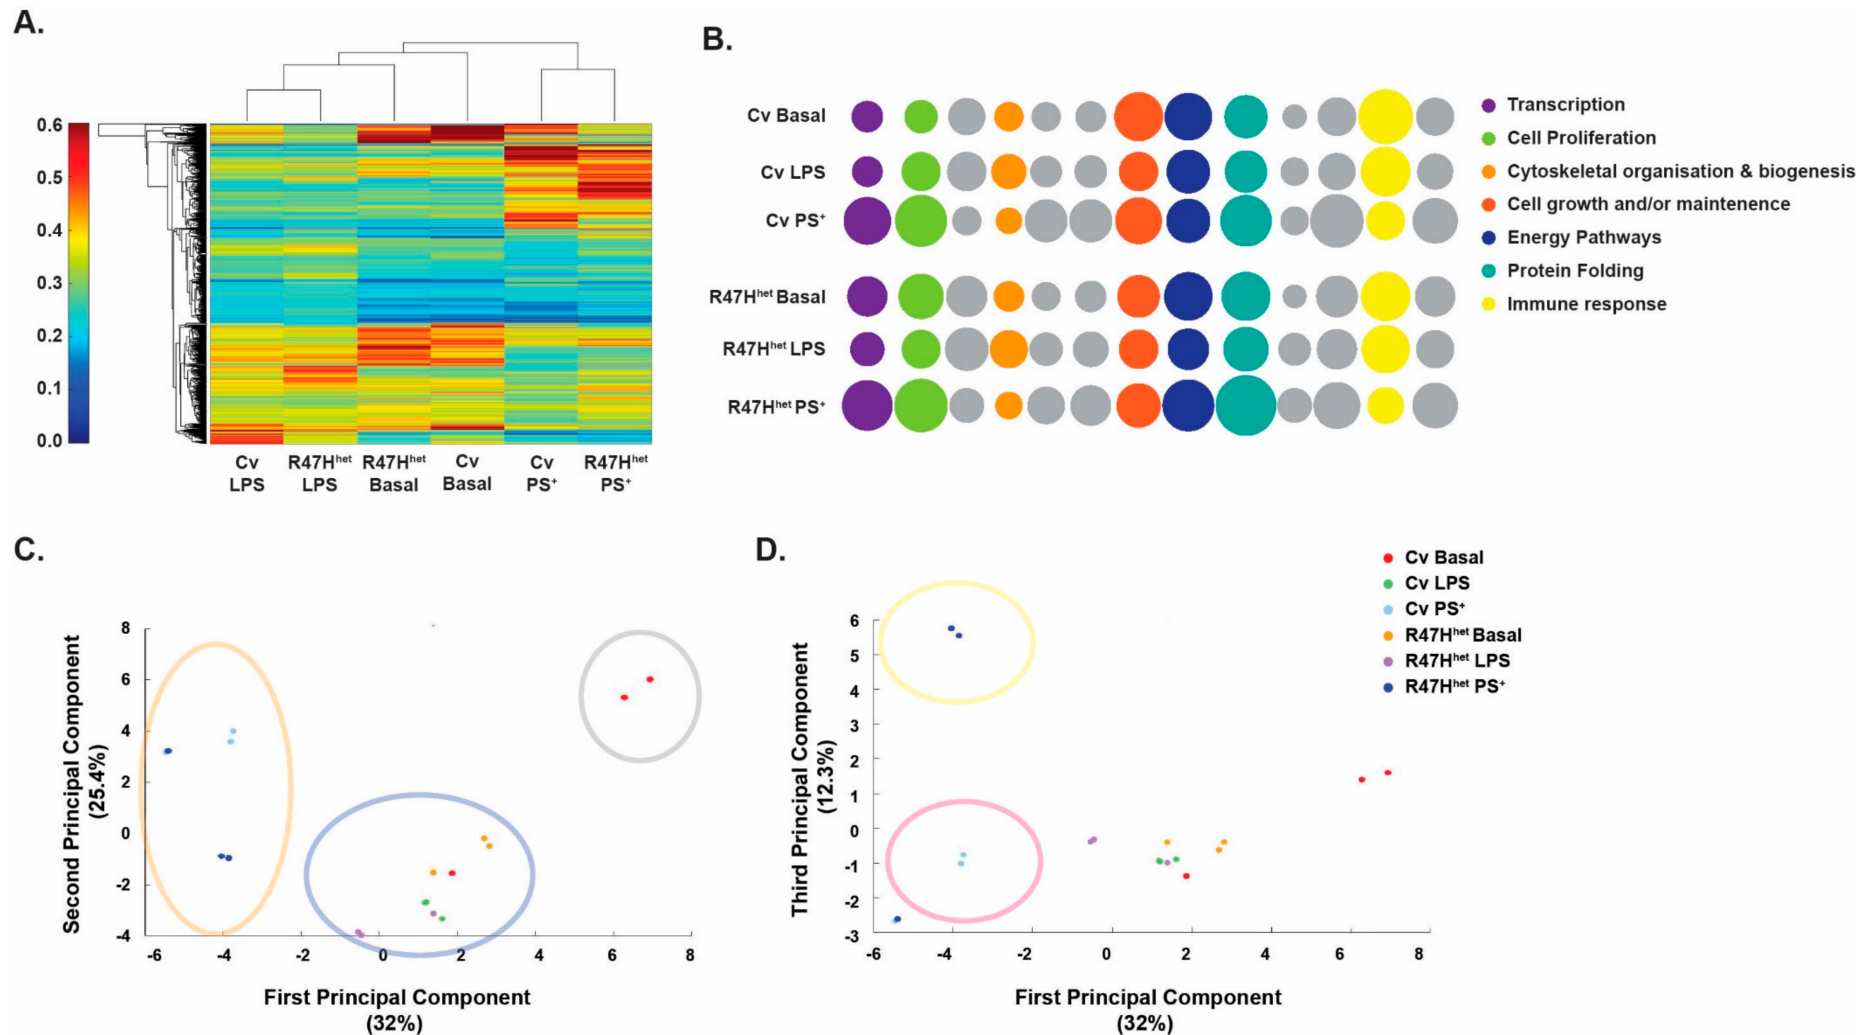 A.
0.6
0.5
0.4
0.3
0.2
0.1
0.0
Cv
LPS
R47Hhet
LPS
R47Hhet
Basal
Cv
Basal
Cv
PS+
R47Hhet
PS+
B.
Cv Basal
Cv LPS
Cv PS+
R47Hhet Basal
R47Hhet LPS
R47Hhet PS+
Transcription
Cell Proliferation
Cytoskeletal organisation & biogenesis
Cell growth and/or maintenence
Energy Pathways
Protein Folding
Immune response
C.
Second Principal Component
(25.4%)
8
6
4
2
0
-2
-4
-6
-4
-2
0
2
4
6
8
First Principal Component
(32%)
D.
Third Principal Component
(12.3%)
6
5
4
3
2
1
-0
-1
-2
-3
-6
-4
-2
0
2
4
6
8
First Principal Component
(32%)
Cv Basal
Cv LPS
Cv PS+
R47Hhet Basal
R47Hhet LPS
R47Hhet PS+